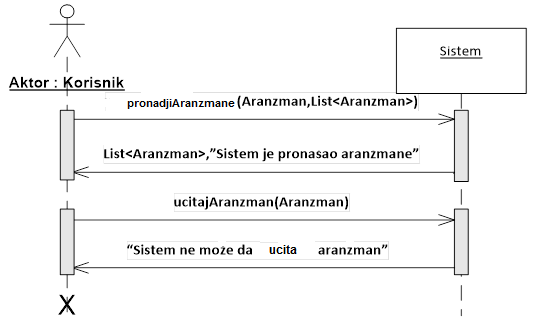 Sistem
Aktor : Korisnik
pronadjiAranzmane(Aranzman,List<Aranzman>)
List<Aranzman>,”Sistem je pronasao aranzmane”
ucitajAranzman(Aranzman)
“Sistem ne može da ucita aranzman”
X